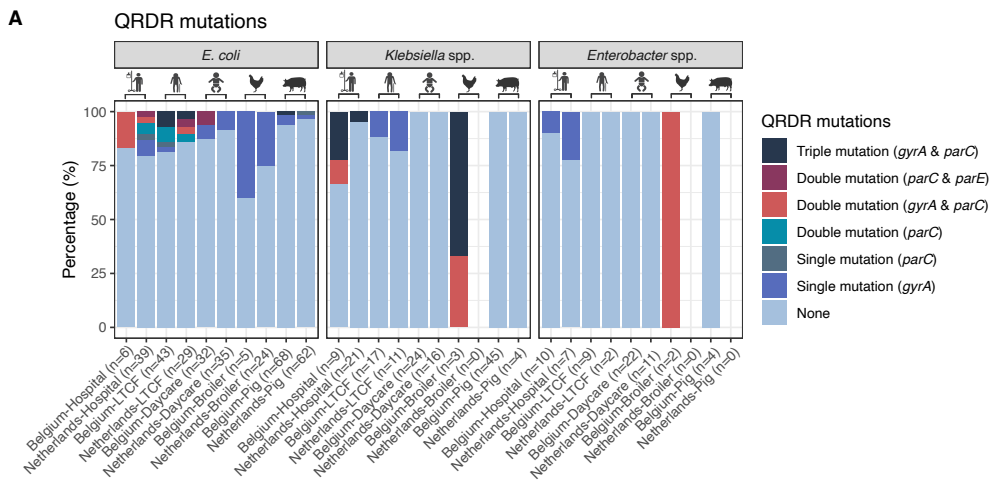 A
QRDR mutations
E. coli
Klebsiella spp.
Enterobacter spp.
Percentage (%)
100
75
50
25
0
Belgium-Hospital (n=6)
Netherlands-Hospital (n=39)
Belgium-LTCF (n=43)
Netherlands-LTCF (n=29)
Belgium-Daycare (n=32)
Netherlands-Daycare (n=35)
Belgium-Broiler (n=5)
Netherlands-Broiler (n=24)
Belgium-Pig (n=68)
Netherlands-Pig (n=62)
Belgium-Hospital (n=9)
Netherlands-Hospital (n=21)
Belgium-LTCF (n=17)
Netherlands-LTCF (n=11)
Belgium-Daycare (n=24)
Netherlands-Daycare (n=16)
Belgium-Broiler (n=3)
Netherlands-Broiler (n=0)
Belgium-Pig (n=45)
Netherlands-Pig (n=4)
Belgium-Hospital (n=10)
Netherlands-Hospital (n=7)
Belgium-LTCF (n=9)
Netherlands-LTCF (n=2)
Belgium-Daycare (n=22)
Netherlands-Daycare (n=11)
Belgium-Broiler (n=2)
Netherlands-Broiler (n=0)
Belgium-Pig (n=4)
Netherlands-Pig (n=0)
QRDR mutations
Triple mutation (gyrA & parC)
Double mutation (parC & parE)
Double mutation (gyrA & parC)
Double mutation (parC)
Single mutation (parC)
Single mutation (gyrA)
None